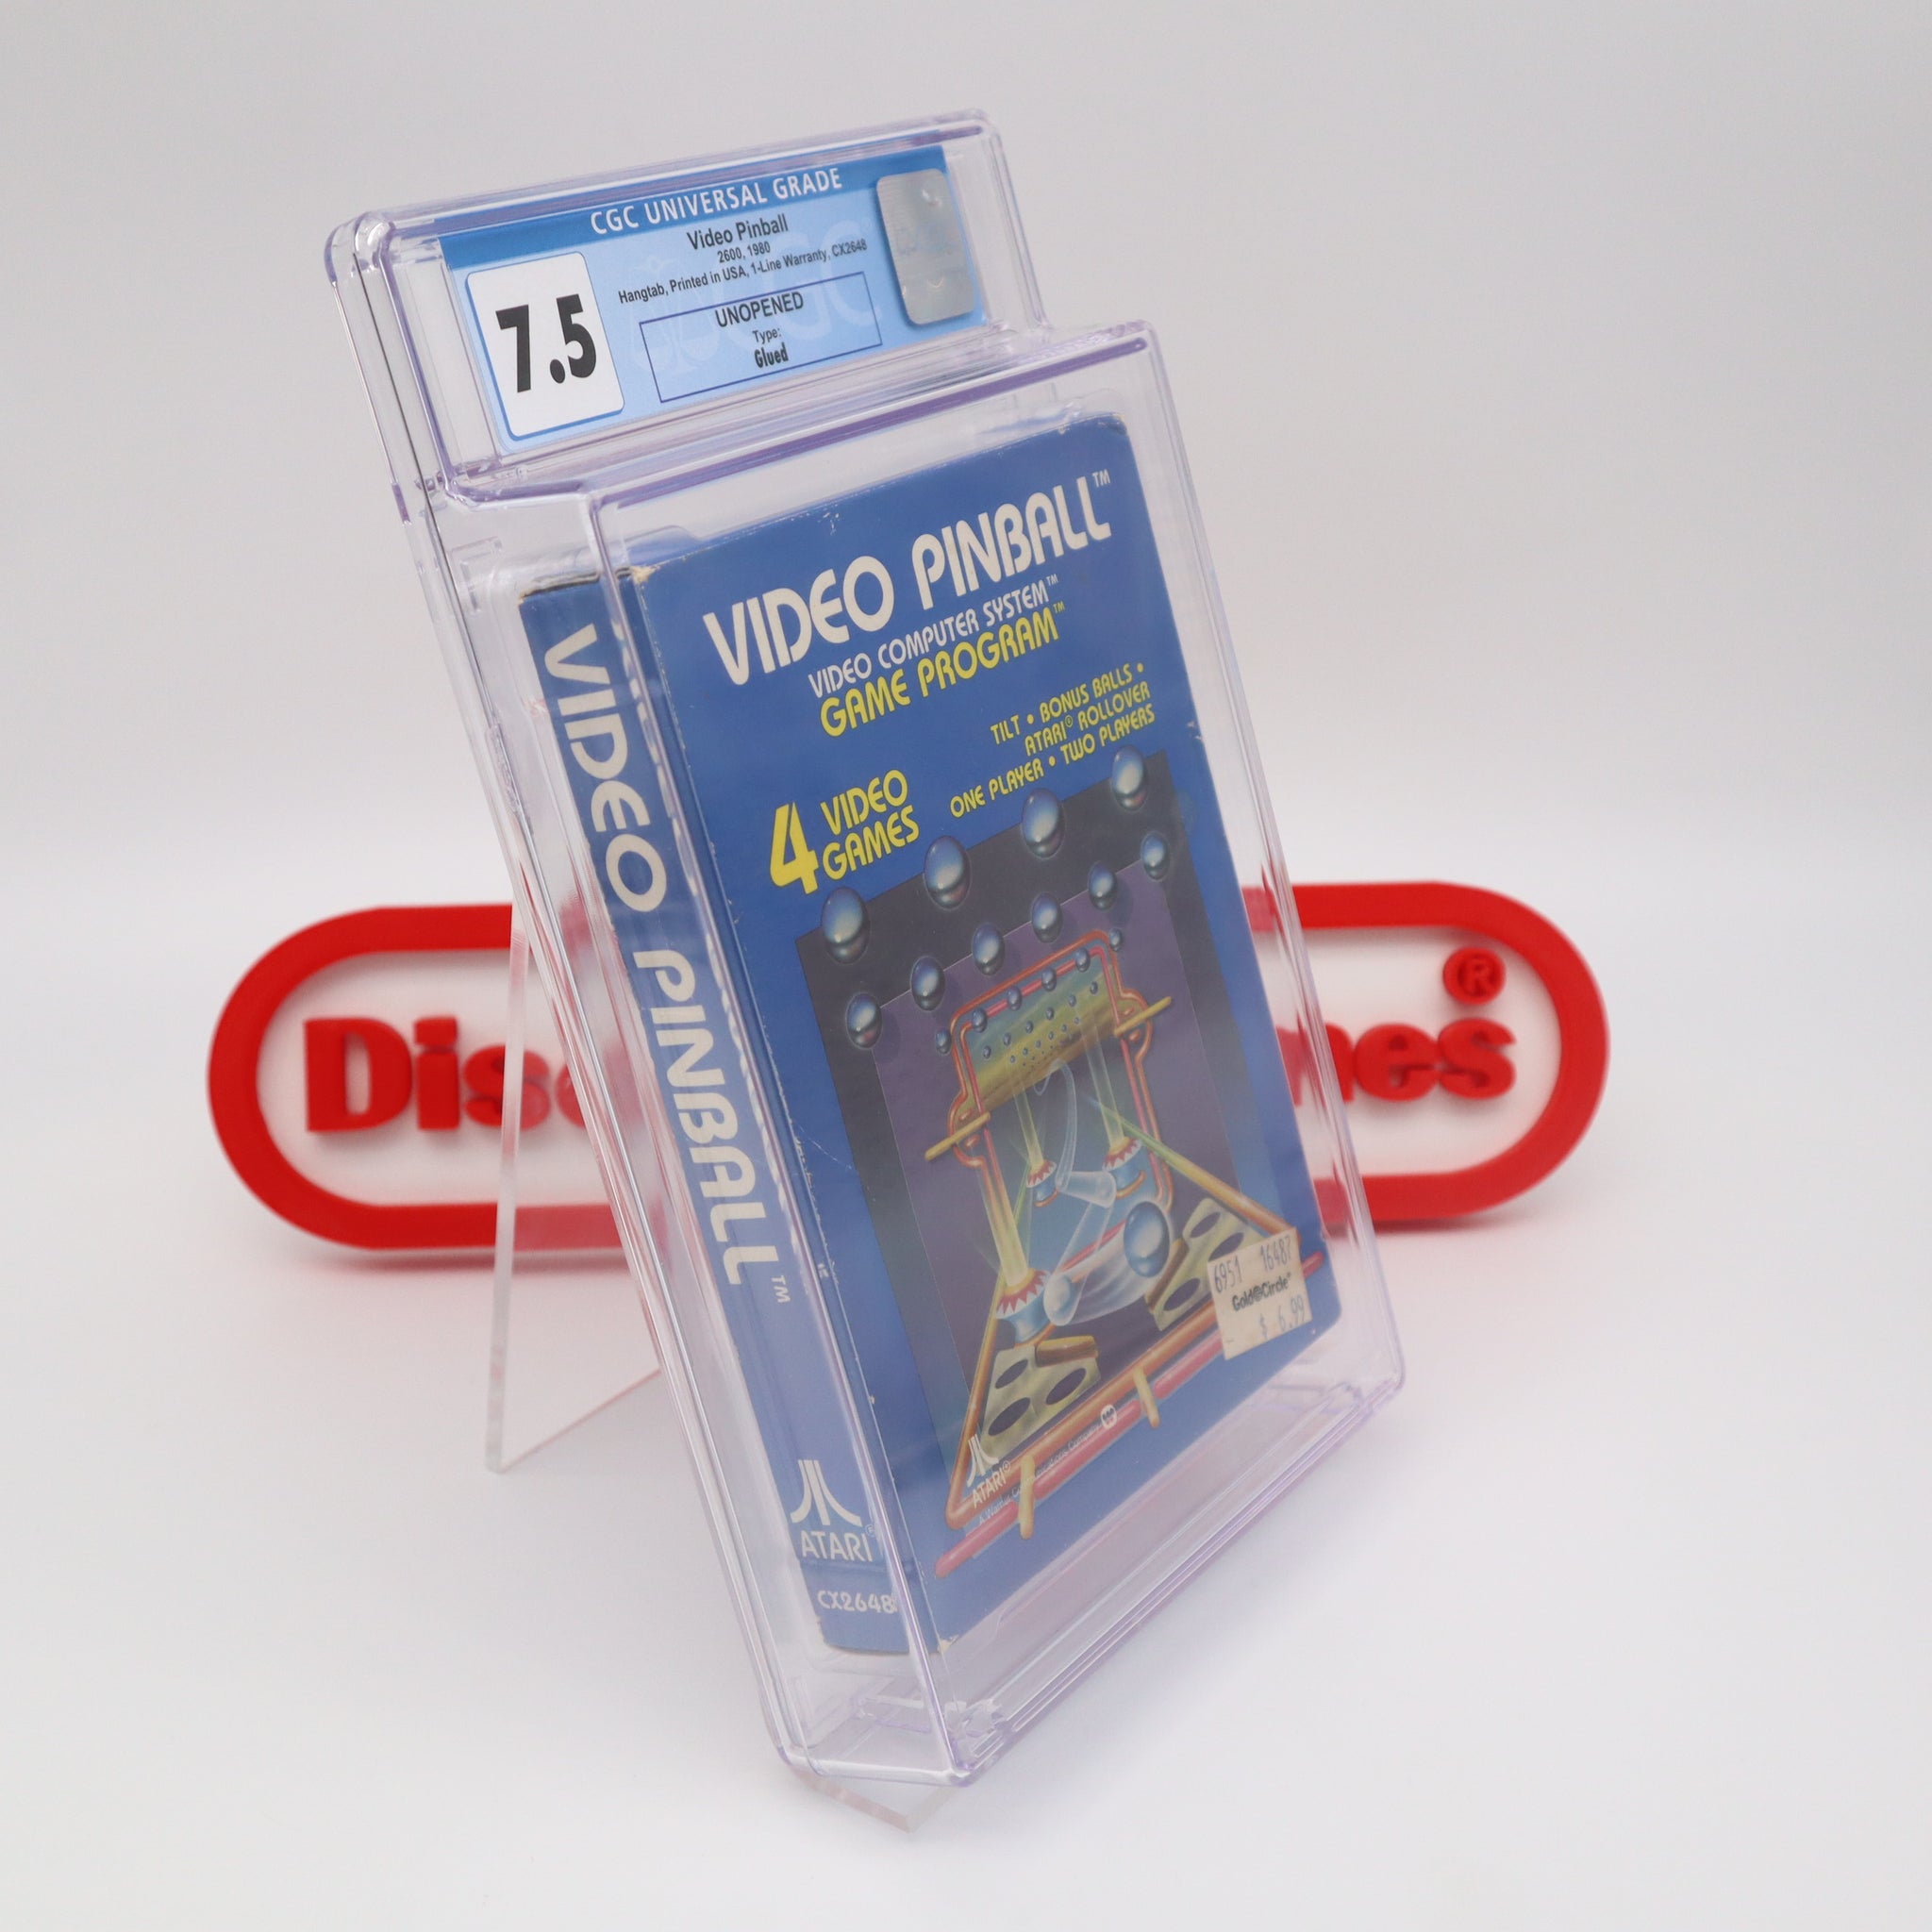 CGC UNIVERSAL GRADE
7.5
Video Pinball
2600, 1980
Hangtab, Printed in USA, 1-Line Warranty, CX2648
UNOPENED
Type:
Glued
VIDEO PINBALL™
VIDEO COMPUTER SYSTEM™
GAME PROGRAM™
TILT • BONUS BALLS •
ATARI® ROLLOVER
ONE PLAYER • TWO PLAYERS
4 VIDEO
GAMES
6951 16487
Gold Circle®
$ 6.99
ATARI®
VIDEO PINBALL™
ATARI®
CX2648